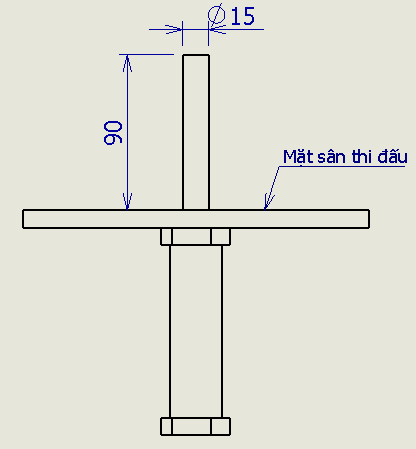 ∅15
90
Mặt sân thi đấu